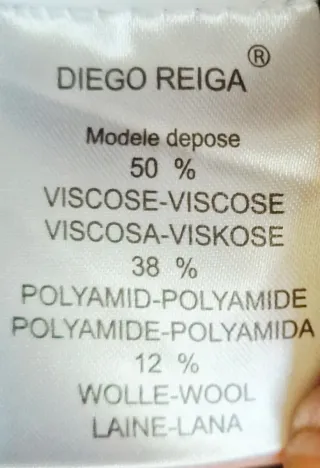 DIEGO REIGA®
Modele depose
50 %
VISCOSE-VISCOSE
VISCOSA-VISKOSE
38 %
POLYAMID-POLYAMIDE
POLYAMIDE-POLYAMIDA
12 %
WOLLE-WOOL
LAINE-LANA